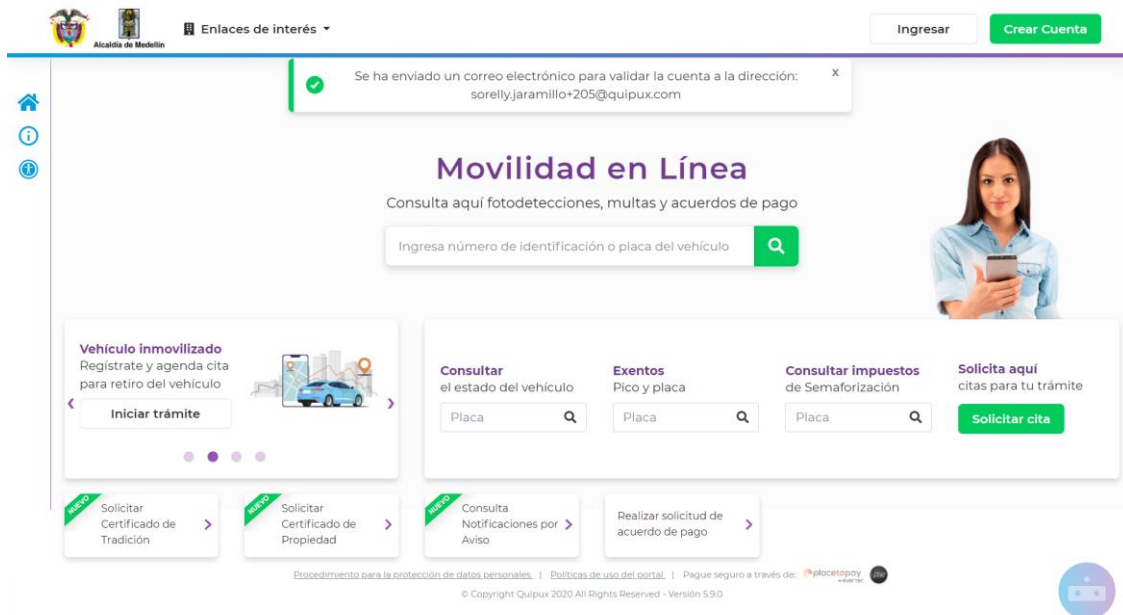 Alcaldía de Medellín
Enlaces de interés
Ingresar
Crear Cuenta
Se ha enviado un correo electrónico para validar la cuenta a la dirección:
sorelly.jaramillo+205@quipux.com
x
Movilidad en Línea
Consulta aquí fotodetecciones, multas y acuerdos de pago
Ingresa número de identificación o placa del vehículo
Vehículo inmovilizado
Regístrate y agenda cita
para retiro del vehículo
Iniciar trámite
Consultar
el estado del vehículo
Placa
Exentos
Pico y placa
Placa
Consultar impuestos
de Semaforización
Placa
Solicita aquí
citas para tu trámite
Solicitar cita
NUEVO
Solicitar
Certificado de
Tradición
NUEVO
Solicitar
Certificado de
Propiedad
NUEVO
Consulta
Notificaciones por
Aviso
Realizar solicitud de
acuerdo de pago
Procedimiento para la protección de datos personales. | Políticas de uso del portal. | Pague seguro a través de: placetopay pse
© Copyright Quipux 2020 All Rights Reserved - Versión 5.9.0